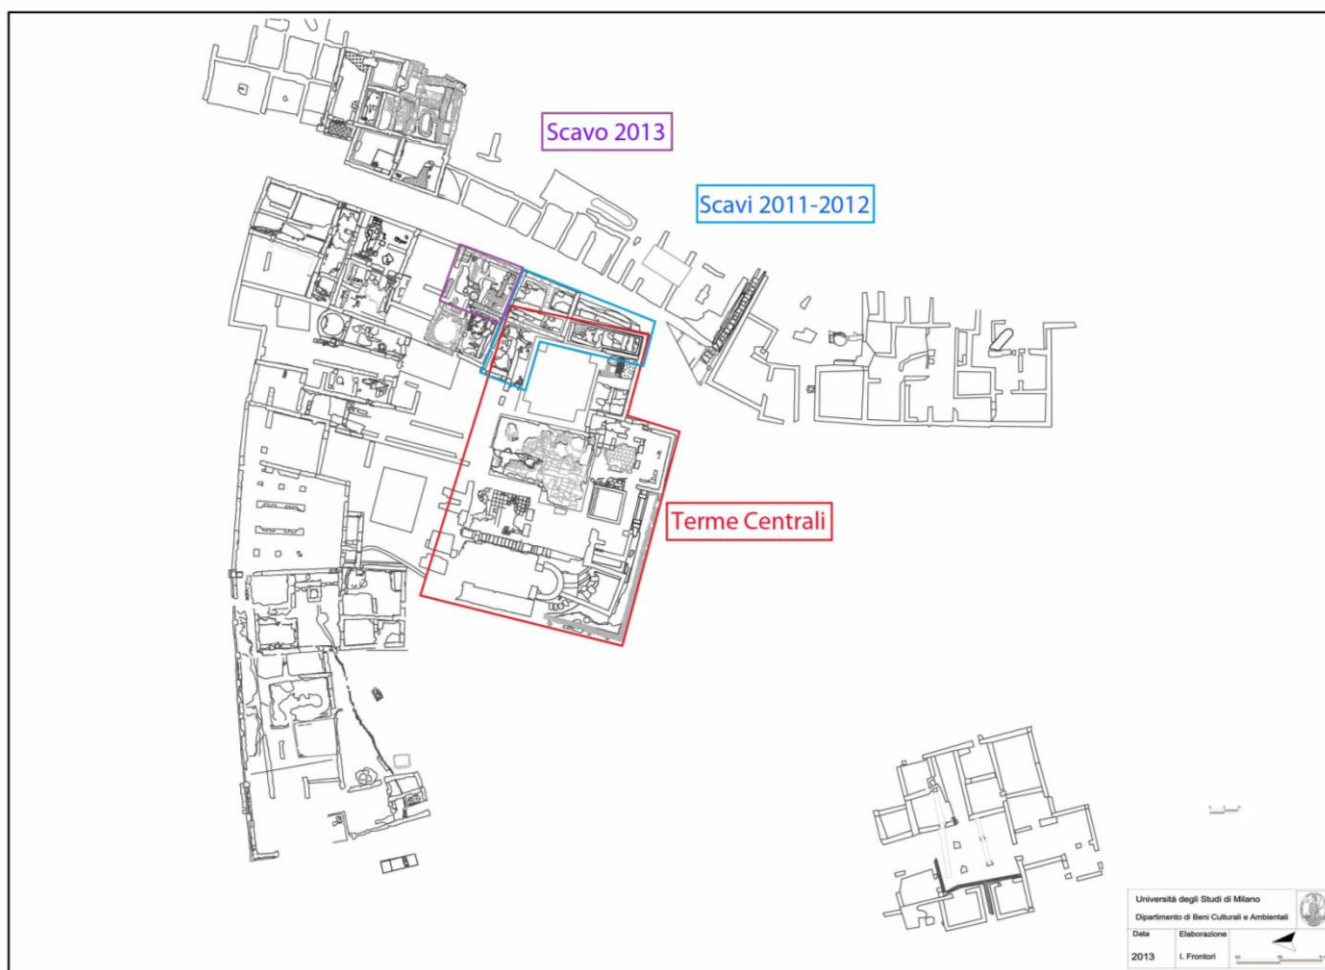 Scavo 2013
Scavi 2011-2012
Terme Centrali
Università degli Studi di Milano
Dipartimento di Beni Culturali e Ambientali
Data
Elaborazione
2013
I. Frontori